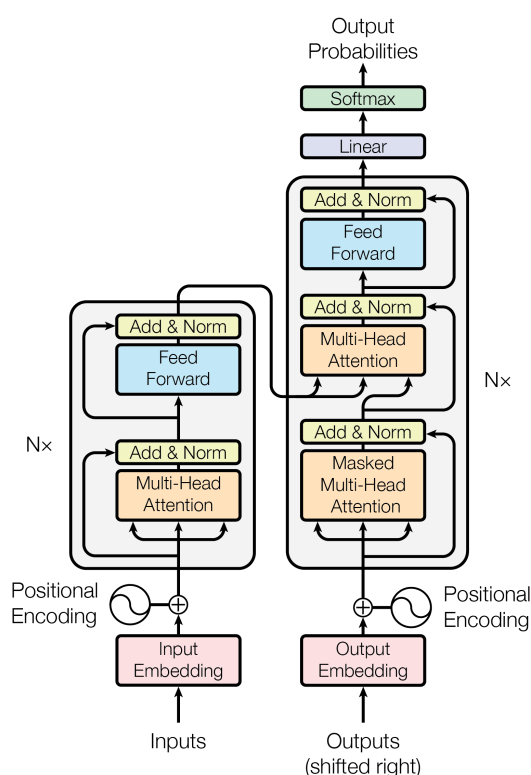 Output
Probabilities
Softmax
Linear
Add & Norm
Feed
Forward
Add & Norm
Multi-Head
Attention
Add & Norm
Masked
Multi-Head
Attention
N×
Add & Norm
Feed
Forward
Add & Norm
Multi-Head
Attention
N×
Positional
Encoding
Positional
Encoding
Input
Embedding
Output
Embedding
Inputs
Outputs
(shifted right)